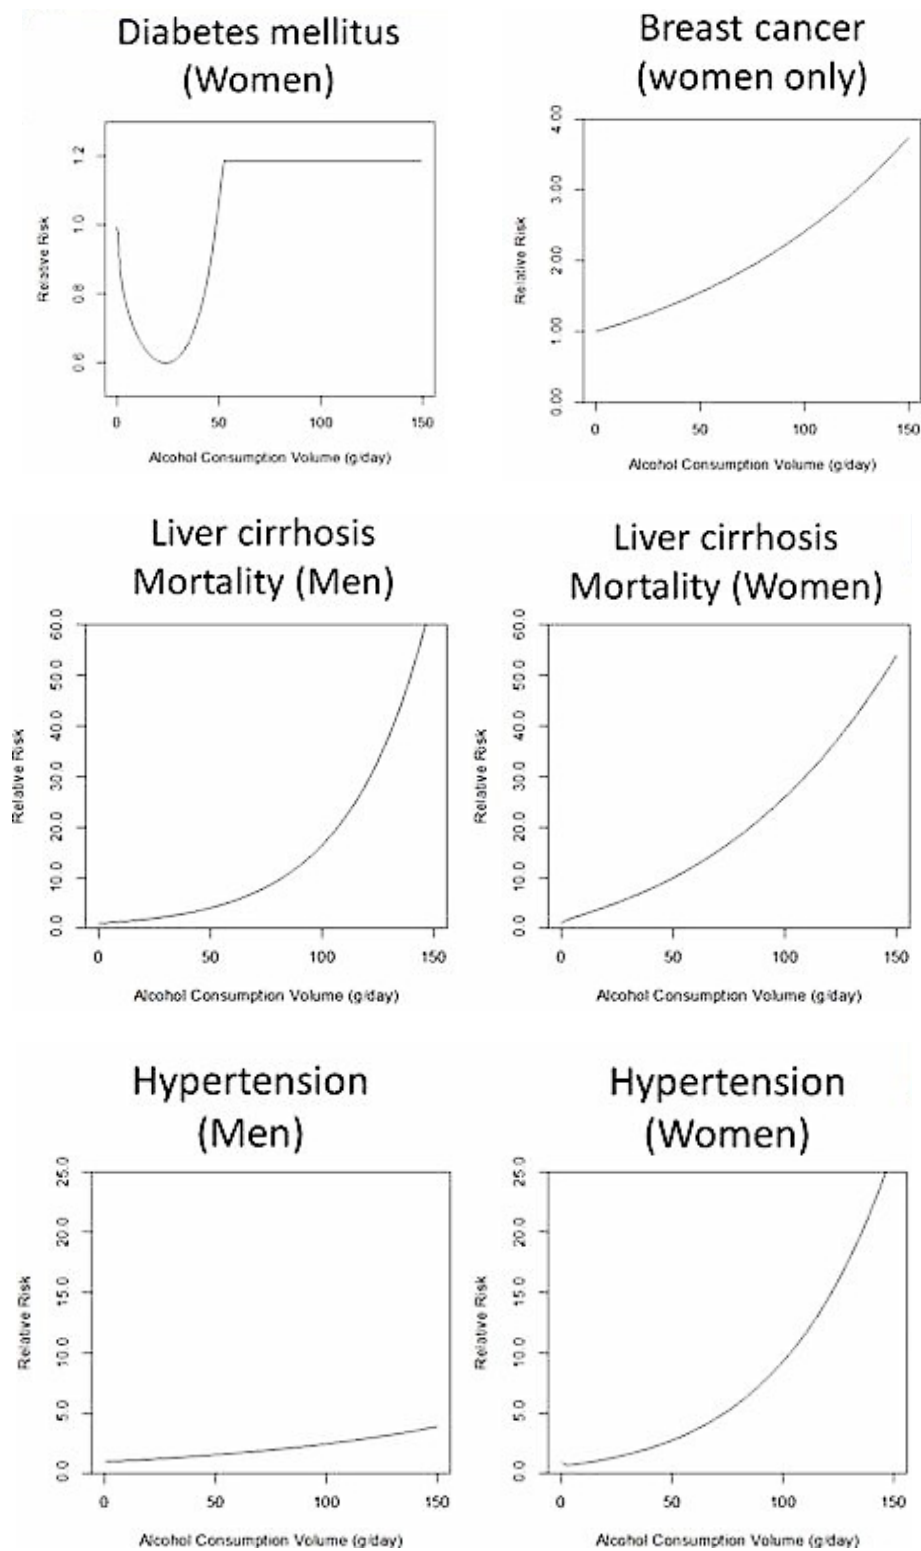 Diabetes mellitus
(Women)
1.2
1.0
0.8
0.6
Relative Risk
0 50 100 150
Alcohol Consumption Volume (g/day)
Breast cancer
(women only)
4.00
3.00
2.00
1.00
0.00
Relative Risk
0 50 100 150
Alcohol Consumption Volume (g/day)
Liver cirrhosis
Mortality (Men)
60.0
50.0
40.0
30.0
20.0
10.0
0.0
Relative Risk
0 50 100 150
Alcohol Consumption Volume (g/day)
Liver cirrhosis
Mortality (Women)
60.0
50.0
40.0
30.0
20.0
10.0
0.0
Relative Risk
0 50 100 150
Alcohol Consumption Volume (g/day)
Hypertension
(Men)
25.0
20.0
15.0
10.0
5.0
0.0
Relative Risk
0 50 100 150
Alcohol Consumption Volume (g/day)
Hypertension
(Women)
25.0
20.0
15.0
10.0
5.0
0.0
Relative Risk
0 50 100 150
Alcohol Consumption Volume (g/day)